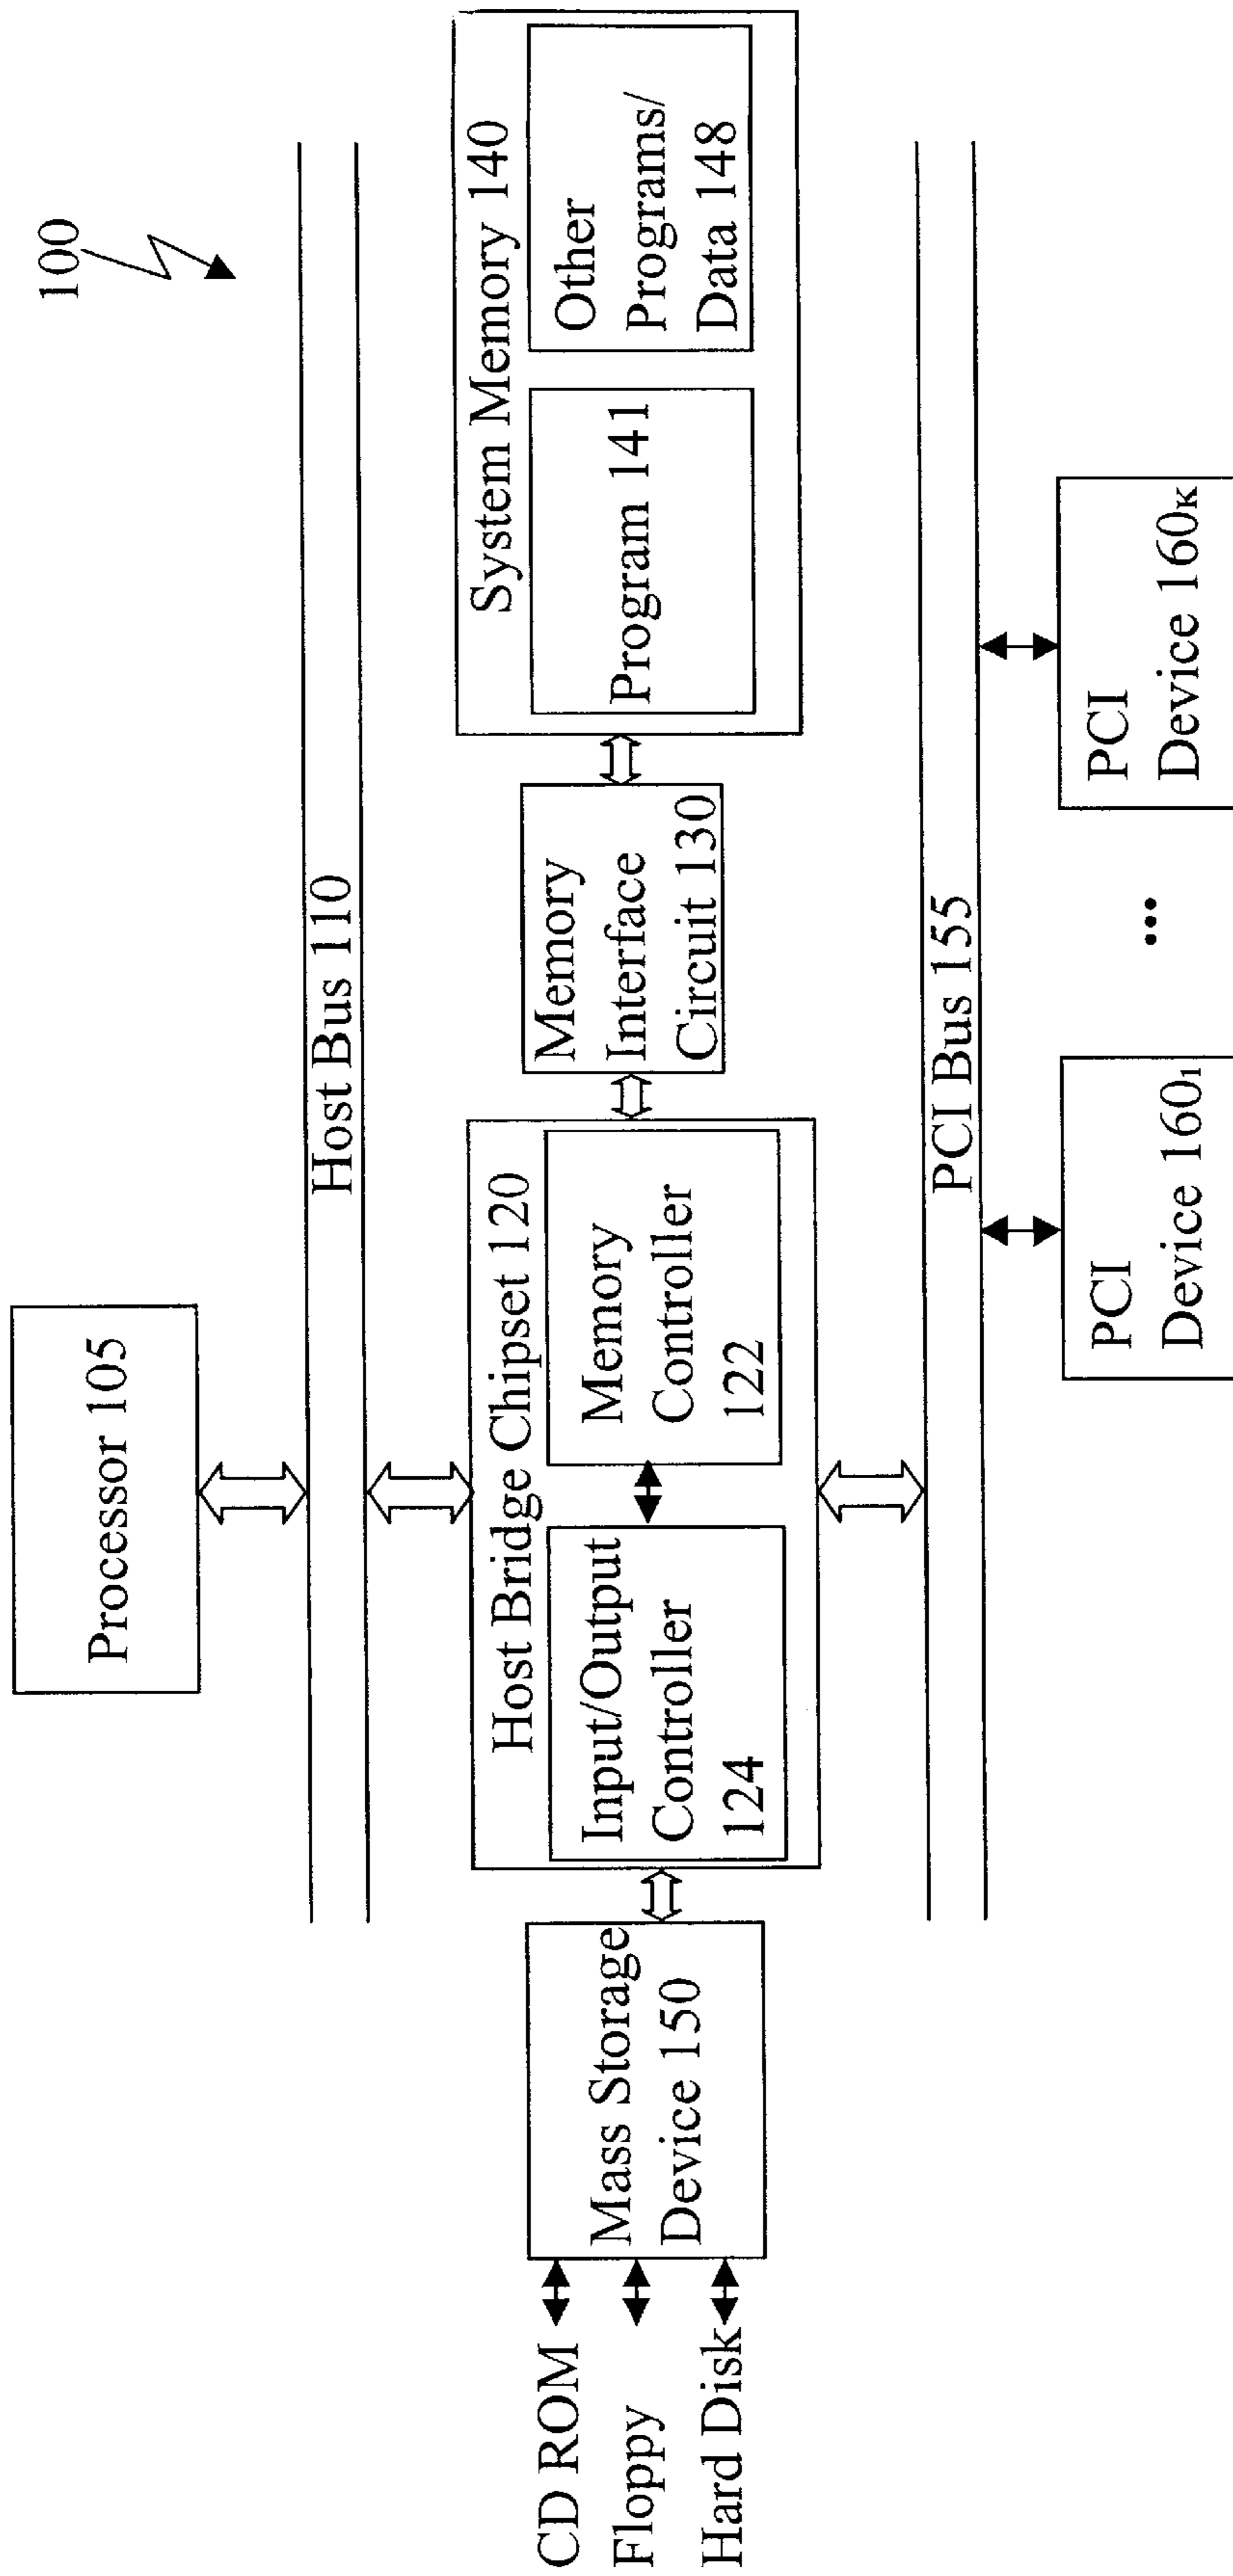 100
Processor 105
Host Bus 110
Host Bridge Chipset 120
Input/Output
Controller
124
Memory
Controller
122
Memory
Interface
Circuit 130
System Memory 140
Program 141
Other
Programs/
Data 148
CD ROM
Floppy
Hard Disk
Mass Storage
Device 150
PCI Bus 155
PCI
Device 160₁
...
PCI
Device 160ₖ